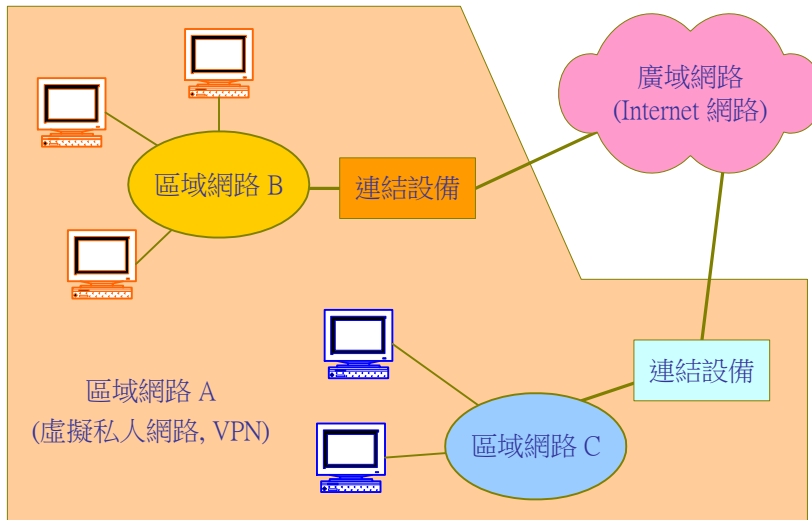 廣域網路
(Internet 網路)
區域網路 B
連結設備
連結設備
區域網路 A
(虛擬私人網路, VPN)
區域網路 C